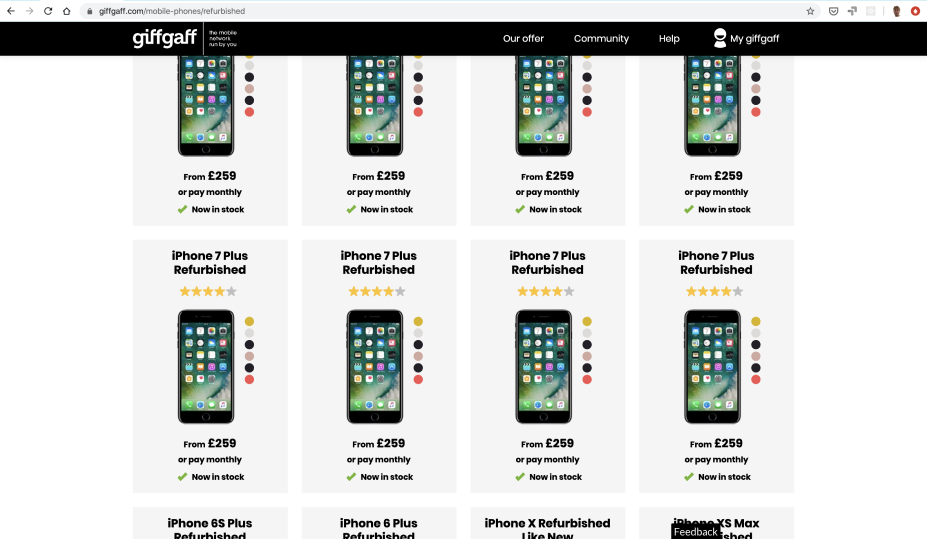 giffgaff.com/mobile-phones/refurbished
giffgaff
the mobile
network
run by you
Our offer
Community
Help
My giffgaff
From £259
or pay monthly
Now in stock
From £259
or pay monthly
Now in stock
From £259
or pay monthly
Now in stock
From £259
or pay monthly
Now in stock
iPhone 7 Plus
Refurbished
From £259
or pay monthly
Now in stock
iPhone 7 Plus
Refurbished
From £259
or pay monthly
Now in stock
iPhone 7 Plus
Refurbished
From £259
or pay monthly
Now in stock
iPhone 7 Plus
Refurbished
From £259
or pay monthly
Now in stock
iPhone 6S Plus
Refurbished
iPhone 6 Plus
Refurbished
iPhone X Refurbished
Like New
iPhone XS Max
Feedback